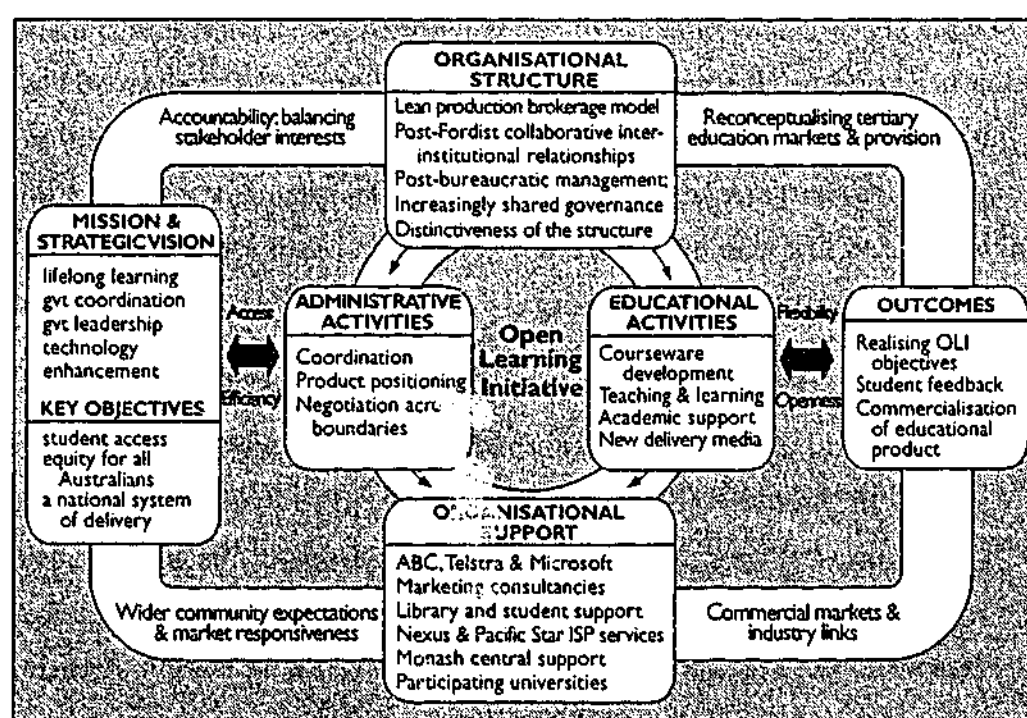 ORGANISATIONAL
STRUCTURE
Lean production brokerage model
Post-Fordist collaborative inter-
institutional relationships
Post-bureaucratic management;
Increasingly shared governance
Distinctiveness of the structure
Accountability: balancing
stakeholder interests
Reconceptualising tertiary
education markets & provision
MISSION &
STRATEGIC VISION
lifelong learning
gvt coordination
gvt leadership
technology
enhancement
KEY OBJECTIVES
student access
equity for all
Australians
a national system
of delivery
Access
Efficiency
ADMINISTRATIVE
ACTIVITIES
Coordination
Product positioning
Negotiation
boundaries
Open
Learning
Initiative
EDUCATIONAL
ACTIVITIES
Courseware
development
Teaching & learning
Academic support
New delivery media
Flexibility
Openness
OUTCOMES
Realising OLI
objectives
Student feedback
Commercialisation
of educational
product
ORGANISATIONAL
SUPPORT
ABC, Telstra & Microsoft
Marketing consultancies
Library and student support
Nexus & Pacific Star ISP services
Monash central support
Participating universities
Wider community expectations
& market responsiveness
Commercial markets &
industry links